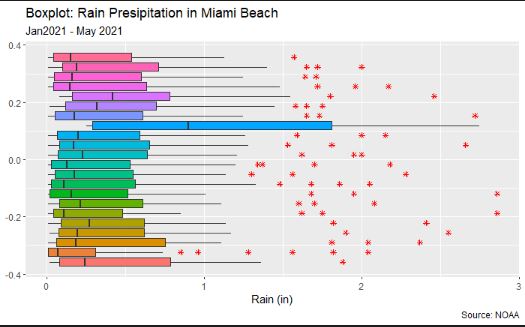 Boxplot: Rain Presipitation in Miami Beach
Jan2021 - May 2021
0.4
0.2
0.0
-0.2
-0.4
0
1
2
3
Rain (in)
Source: NOAA